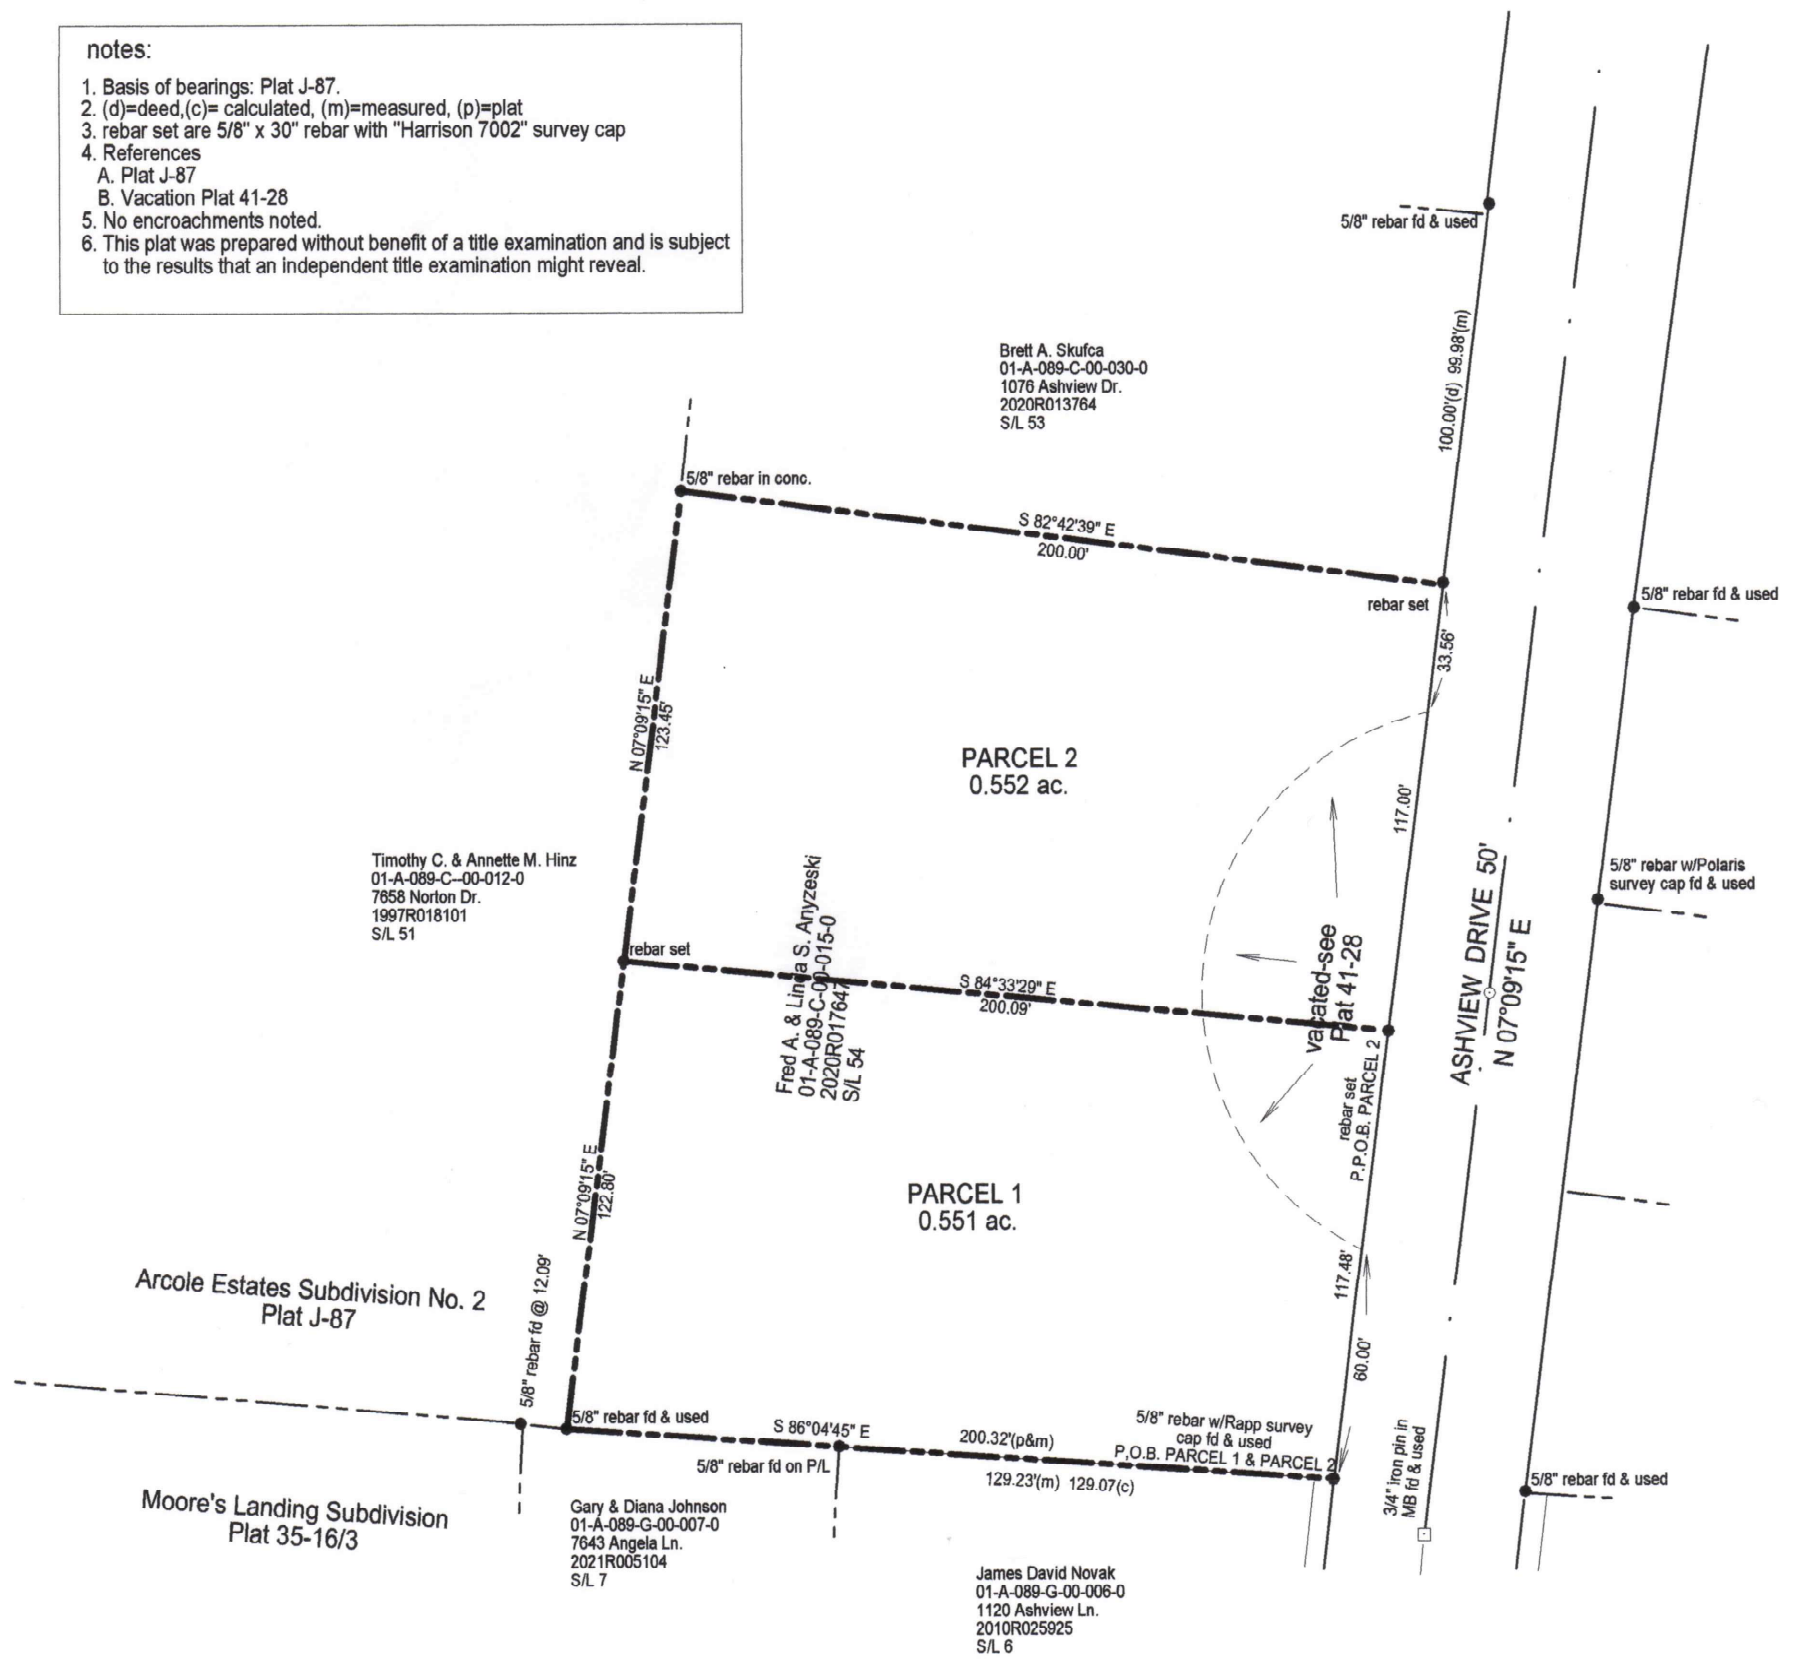 notes:
1. Basis of bearings: Plat J-87.
2. (d)=deed,(c)= calculated, (m)=measured, (p)=plat
3. rebar set are 5/8" x 30" rebar with "Harrison 7002" survey cap
4. References
A. Plat J-87
B. Vacation Plat 41-28
5. No encroachments noted.
6. This plat was prepared without benefit of a title examination and is subject
to the results that an independent title examination might reveal.
5/8" rebar fd & used
100.00'(d) 99.98'(m)
Brett A. Skufca
01-A-089-C-00-030-0
1076 Ashview Dr.
2020R013764
S/L 53
5/8" rebar in conc.
S 82°42'39" E
200.00'
rebar set
5/8" rebar fd & used
33.56'
N 07°09'15" E
123.45'
PARCEL 2
0.552 ac.
117.00'
Timothy C. & Annette M. Hinz
01-A-089-C--00-012-0
7658 Norton Dr.
1997R018101
S/L 51
Fred A. & Linda S. Anyzeski
01-A-089-C-00-015-0
2020R017647
S/L 54
5/8" rebar w/Polaris
survey cap fd & used
ASHVIEW DRIVE 50'
N 07°09'15" E
vacated-see
Plat 41-28
rebar set
S 84°33'29" E
200.09'
rebar set
P.P.O.B. PARCEL 2
N 07°09'15" E
122.80'
PARCEL 1
0.551 ac.
117.48'
60.00'
Arcole Estates Subdivision No. 2
Plat J-87
5/8" rebar fd @ 12.09'
5/8" rebar fd & used
S 86°04'45" E
200.32'(p&m)
5/8" rebar w/Rapp survey
cap fd & used
P,O.B. PARCEL 1 & PARCEL 2
5/8" rebar fd on P/L
129.23'(m) 129.07(c)
3/4" iron pin in
MB fd & used
5/8" rebar fd & used
Moore's Landing Subdivision
Plat 35-16/3
Gary & Diana Johnson
01-A-089-G-00-007-0
7643 Angela Ln.
2021R005104
S/L 7
James David Novak
01-A-089-G-00-006-0
1120 Ashview Ln.
2010R025925
S/L 6